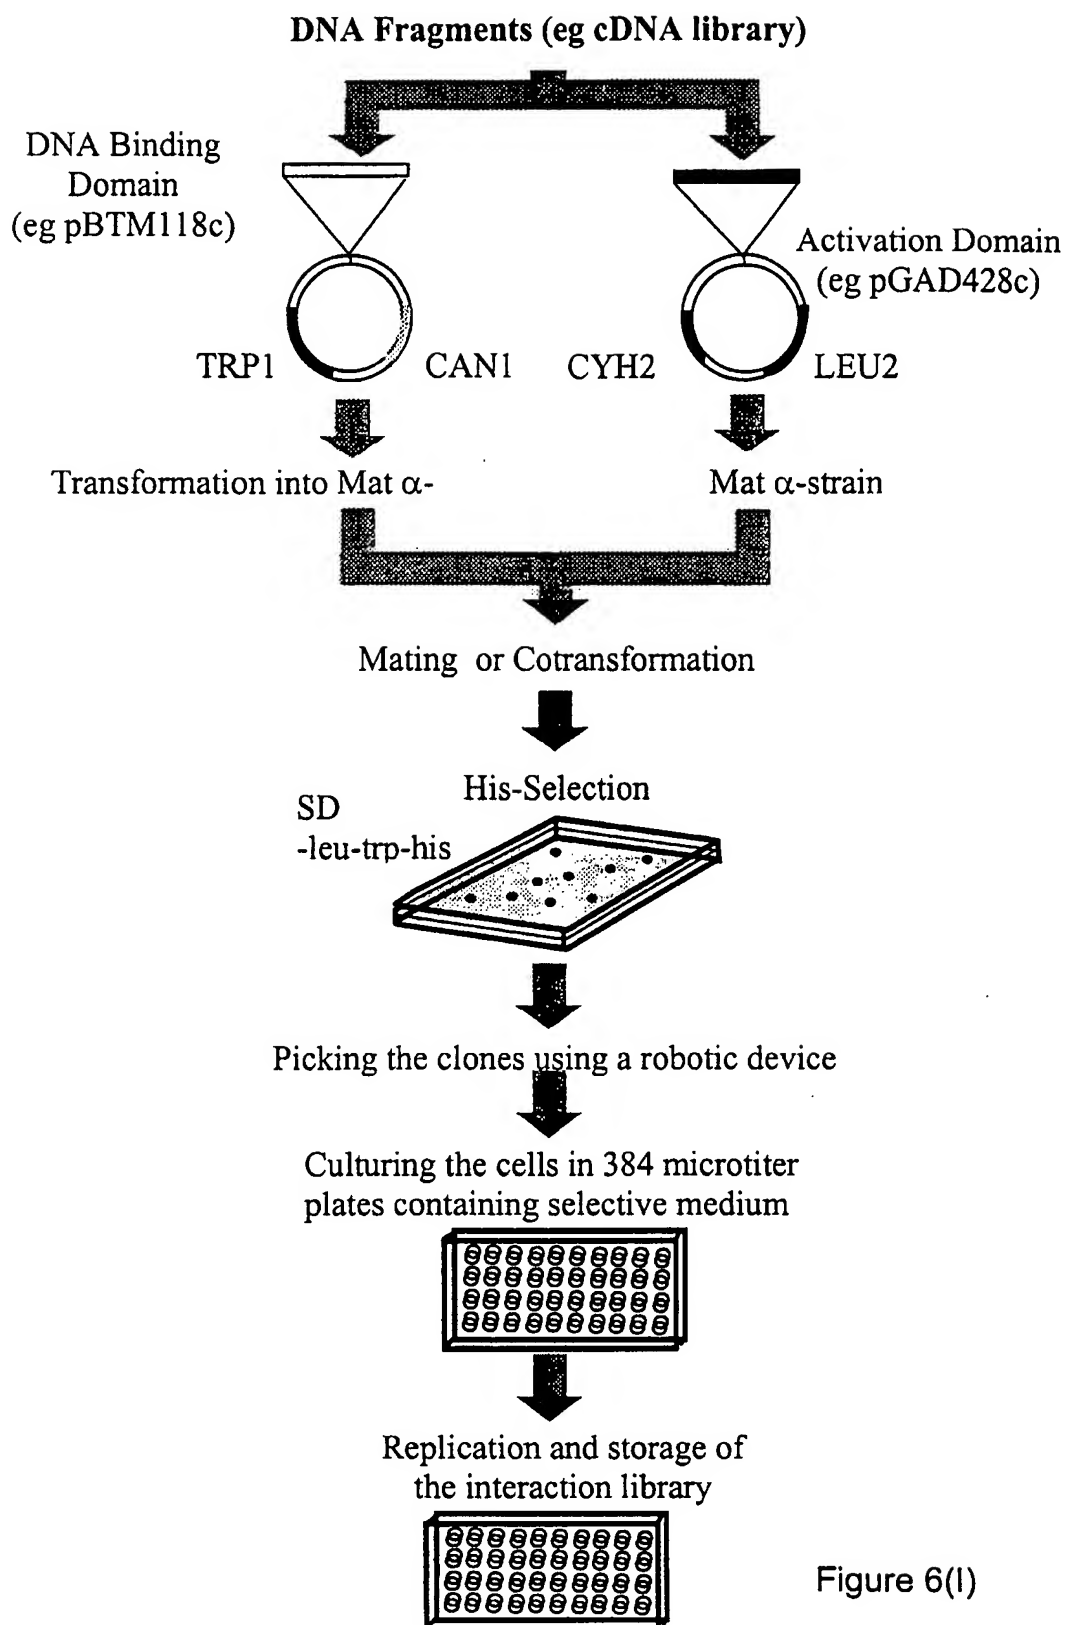 DNA Fragments (eg cDNA library)
DNA Binding
Domain
(eg pBTM118c)
Activation Domain
(eg pGAD428c)
TRP1
CAN1
CYH2
LEU2
Transformation into Mat α-
Mat α-strain
Mating or Cotransformation
His-Selection
SD
-leu-trp-his
Picking the clones using a robotic device
Culturing the cells in 384 microtiter
plates containing selective medium
Replication and storage of
the interaction library
Figure 6(I)